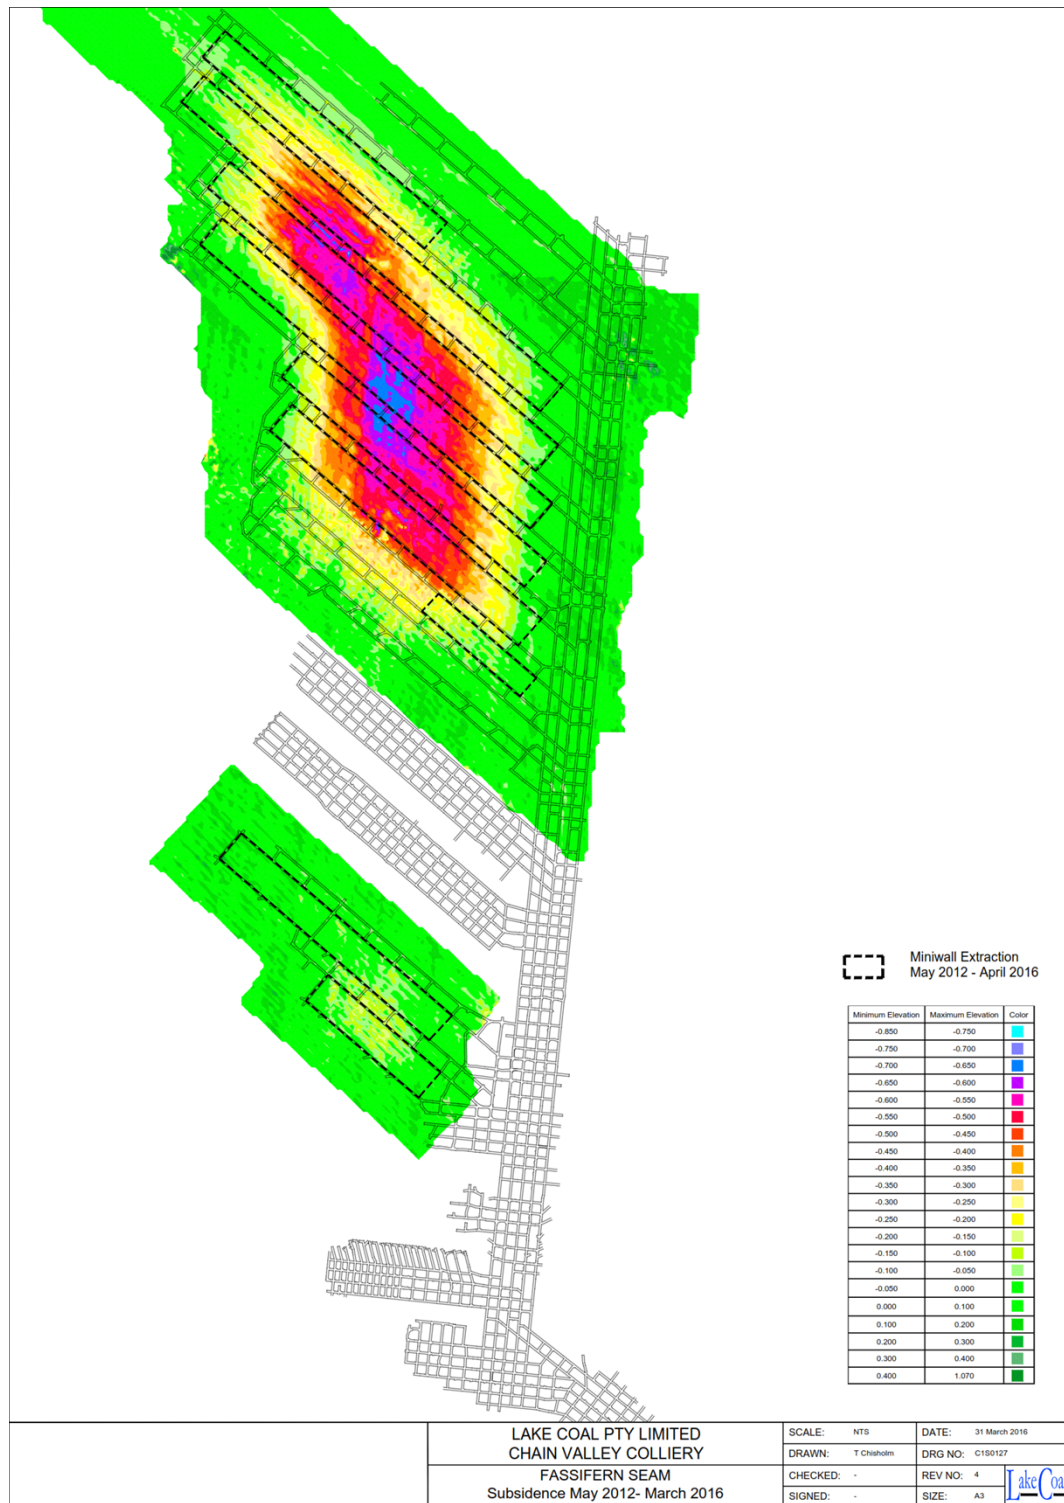 Miniwall Extraction
May 2012 - April 2016
Minimum Elevation Maximum Elevation Color
-0.850 -0.750
-0.750 -0.700
-0.700 -0.650
-0.650 -0.600
-0.600 -0.550
-0.550 -0.500
-0.500 -0.450
-0.450 -0.400
-0.400 -0.350
-0.350 -0.300
-0.300 -0.250
-0.250 -0.200
-0.200 -0.150
-0.150 -0.100
-0.100 -0.050
-0.050 0.000
0.000 0.100
0.100 0.200
0.200 0.300
0.300 0.400
0.400 1.070
LAKE COAL PTY LIMITED
CHAIN VALLEY COLLIERY
FASSIFERN SEAM
Subsidence May 2012- March 2016
SCALE: NTS DATE: 31 March 2016
DRAWN: T Chisholm DRG NO: C1S0127
CHECKED: - REV NO: 4
SIGNED: - SIZE: A3
Lake Coa